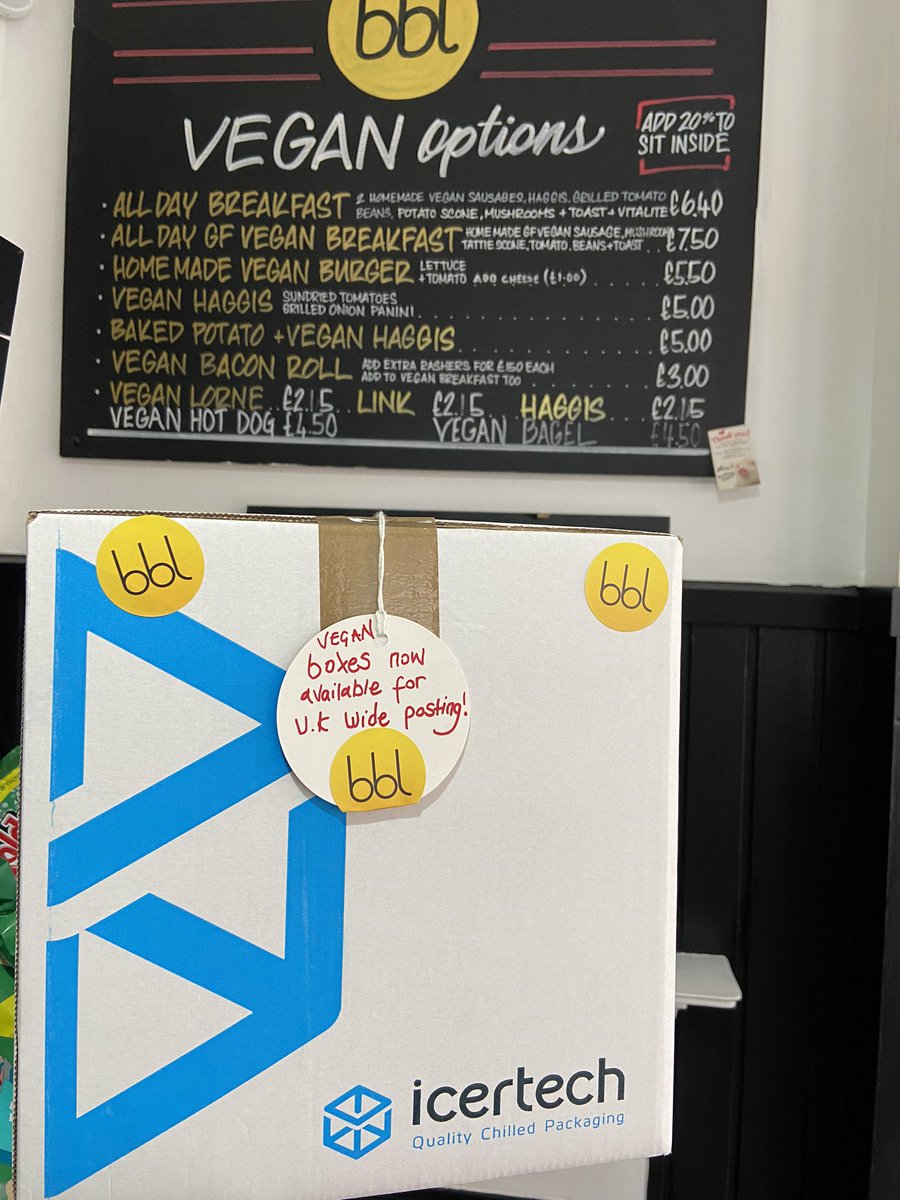 bbl
VEGAN options
ADD 20% TO
SIT INSIDE
· ALL DAY BREAKFAST 2 HOMEMADE VEGAN SAUSAGES, HAGGIS, GRILLED TOMATO £6.40
BEANS, POTATO SCONE, MUSHROOMS + TOAST + VITALITE
· ALL DAY GF VEGAN BREAKFAST HOMEMADE GF VEGAN SAUSAGE, MUSHROOM £7.50
TATTIE SCONE, TOMATO, BEANS + TOAST ..
· HOMEMADE VEGAN BURGER LETTUCE
+TOMATO ADD CHEESE (£1.00) ...... £5.50
· VEGAN HAGGIS SUNDRIED TOMATOES
GRILLED ONION PANINI .............. £5.00
· BAKED POTATO + VEGAN HAGGIS ........... £5.00
· VEGAN BACON ROLL ADD EXTRA RASHERS FOR £1.50 EACH
ADD TO VEGAN BREAKFAST TOO ........ £3.00
· VEGAN LORNE .. £2.15 LINK £2.15 HAGGIS .. £2.15
VEGAN HOT DOG £4.50 VEGAN BAGEL £4.50
bbl
bbl
VEGAN
boxes now
available for
U.K wide posting!
bbl
icertech
Quality Chilled Packaging